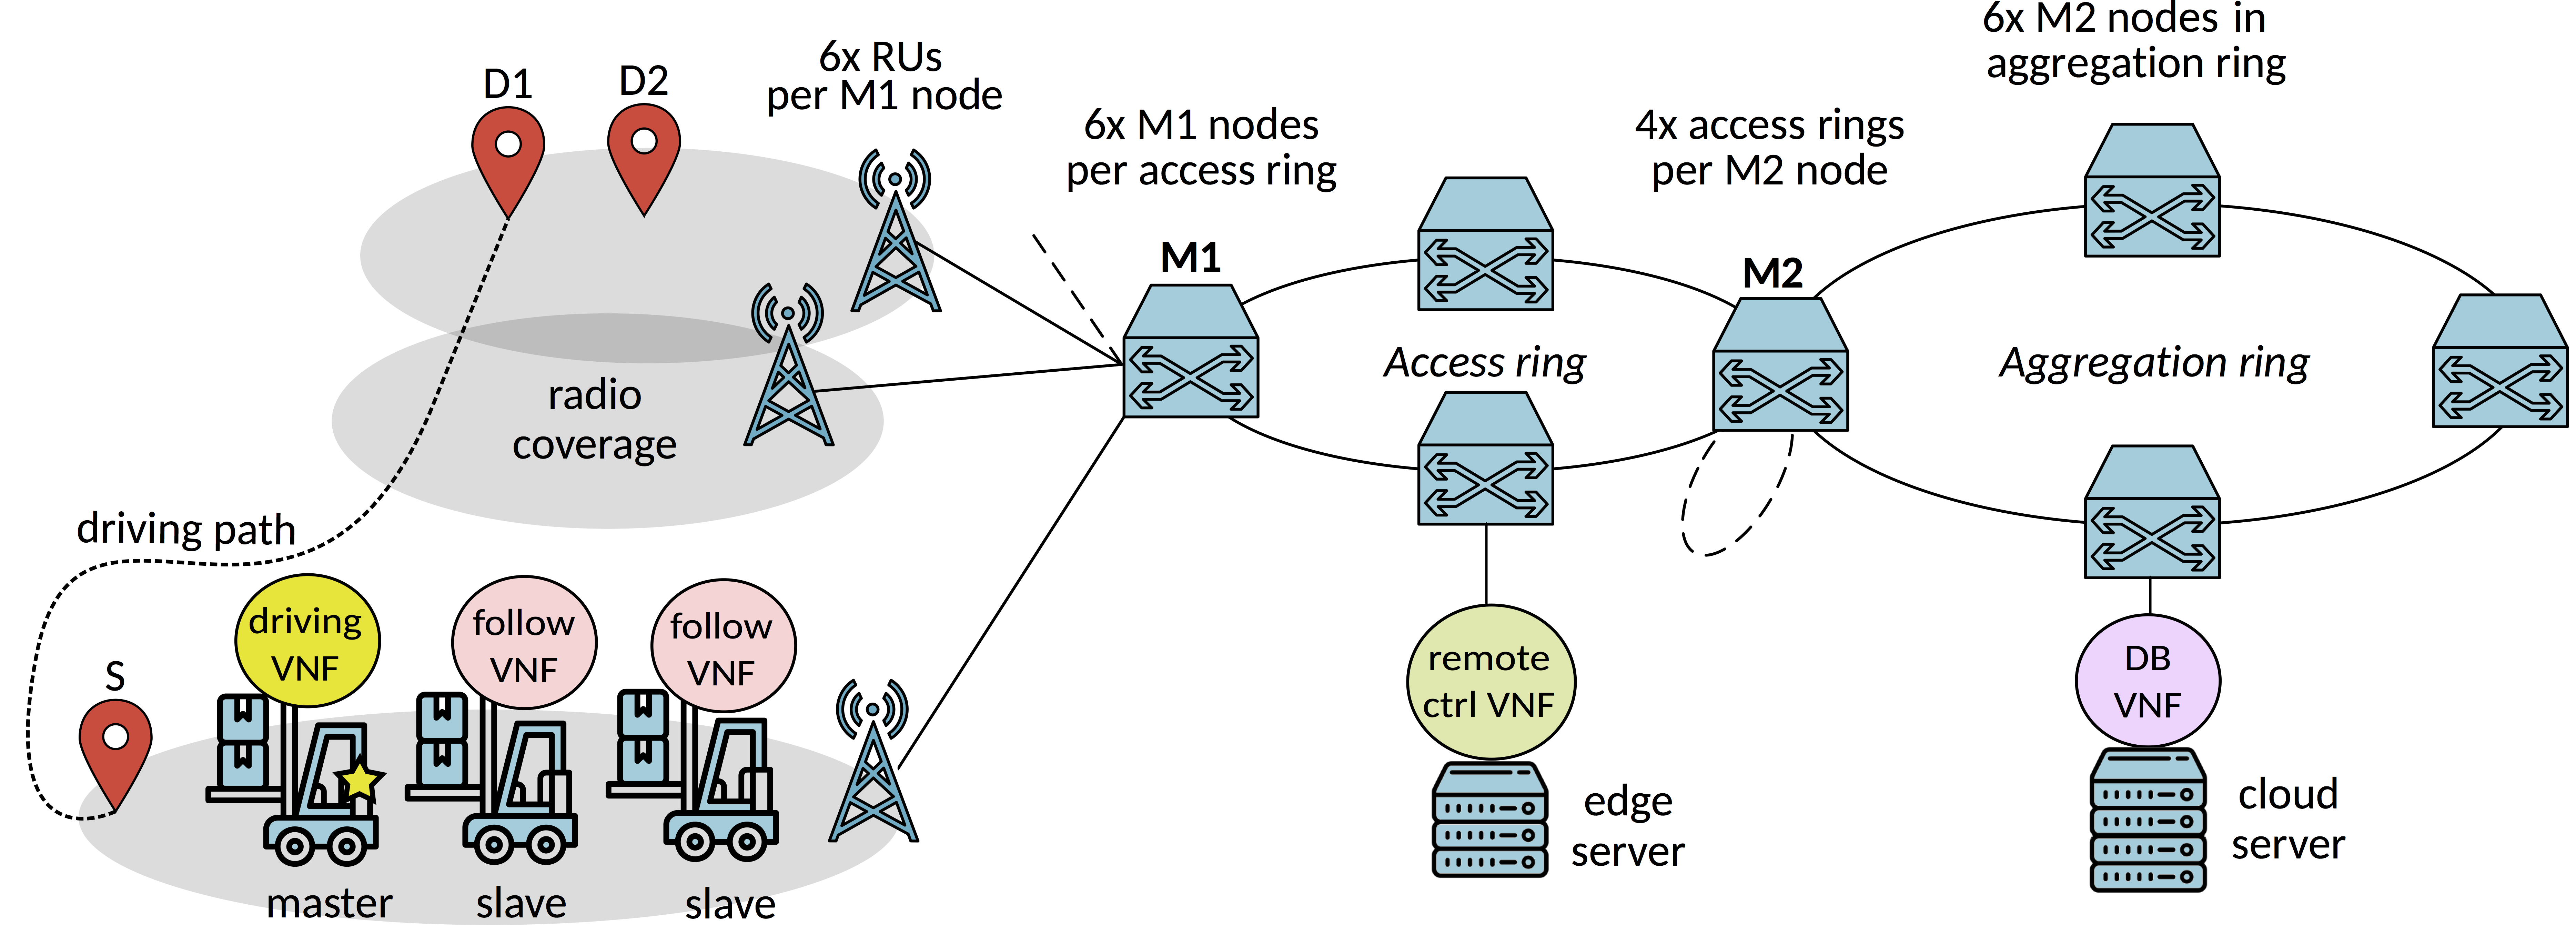 6x M2 nodes in
aggregation ring
D1
D2
6x RUs
per M1 node
6x M1 nodes
per access ring
4x access rings
per M2 node
M1
M2
Access ring
Aggregation ring
radio
coverage
driving path
driving
VNF
follow
VNF
follow
VNF
S
remote
ctrl VNF
DB
VNF
edge
server
cloud
server
master
slave
slave